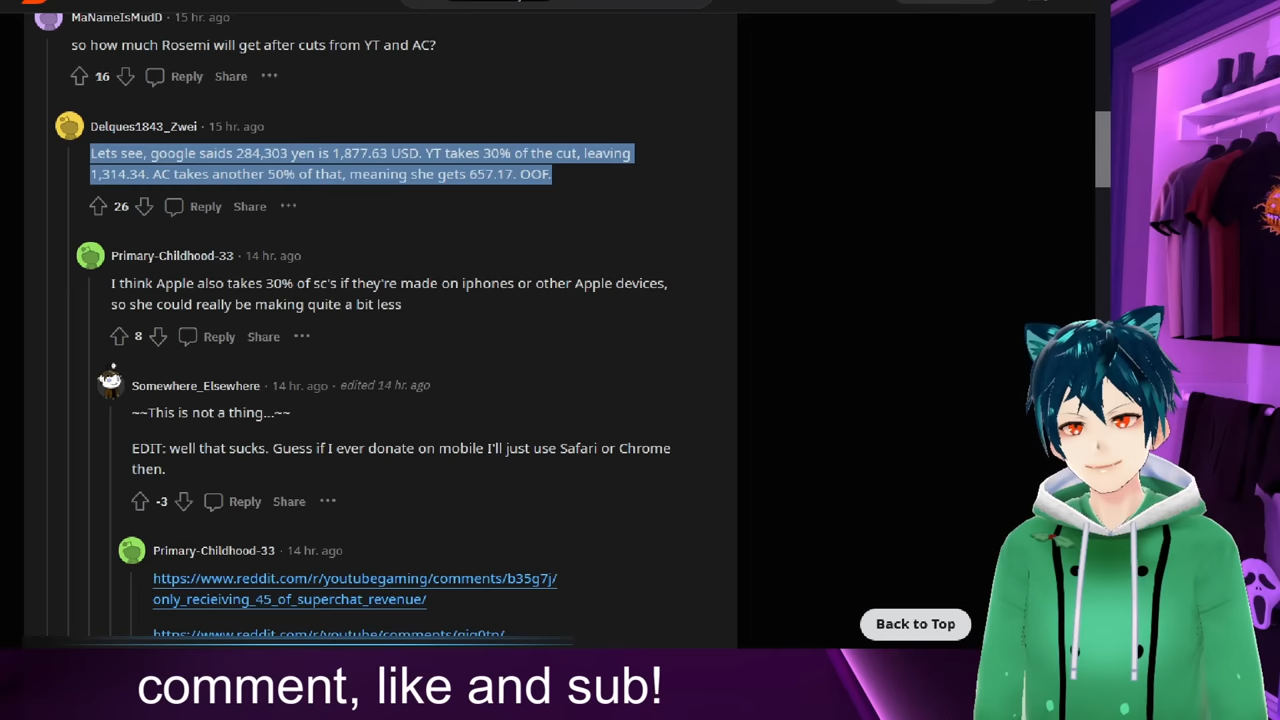 MaNameIsMudD · 15 hr. ago
so how much Rosemi will get after cuts from YT and AC?
16 Reply Share ···
Delques1843_Zwei · 15 hr. ago
Lets see, google saids 284,303 yen is 1,877.63 USD. YT takes 30% of the cut, leaving
1,314.34. AC takes another 50% of that, meaning she gets 657.17. OOF.
26 Reply Share ···
Primary-Childhood-33 · 14 hr. ago
I think Apple also takes 30% of sc's if they're made on iphones or other Apple devices,
so she could really be making quite a bit less
8 Reply Share ···
Somewhere_Elsewhere · 14 hr. ago · edited 14 hr. ago
~~This is not a thing...~~
EDIT: well that sucks. Guess if I ever donate on mobile I'll just use Safari or Chrome
then.
-3 Reply Share ···
Primary-Childhood-33 · 14 hr. ago
https://www.reddit.com/r/youtubegaming/comments/b35g7j/
only_recieiving_45_of_superchat_revenue/
Back to Top
comment, like and sub!